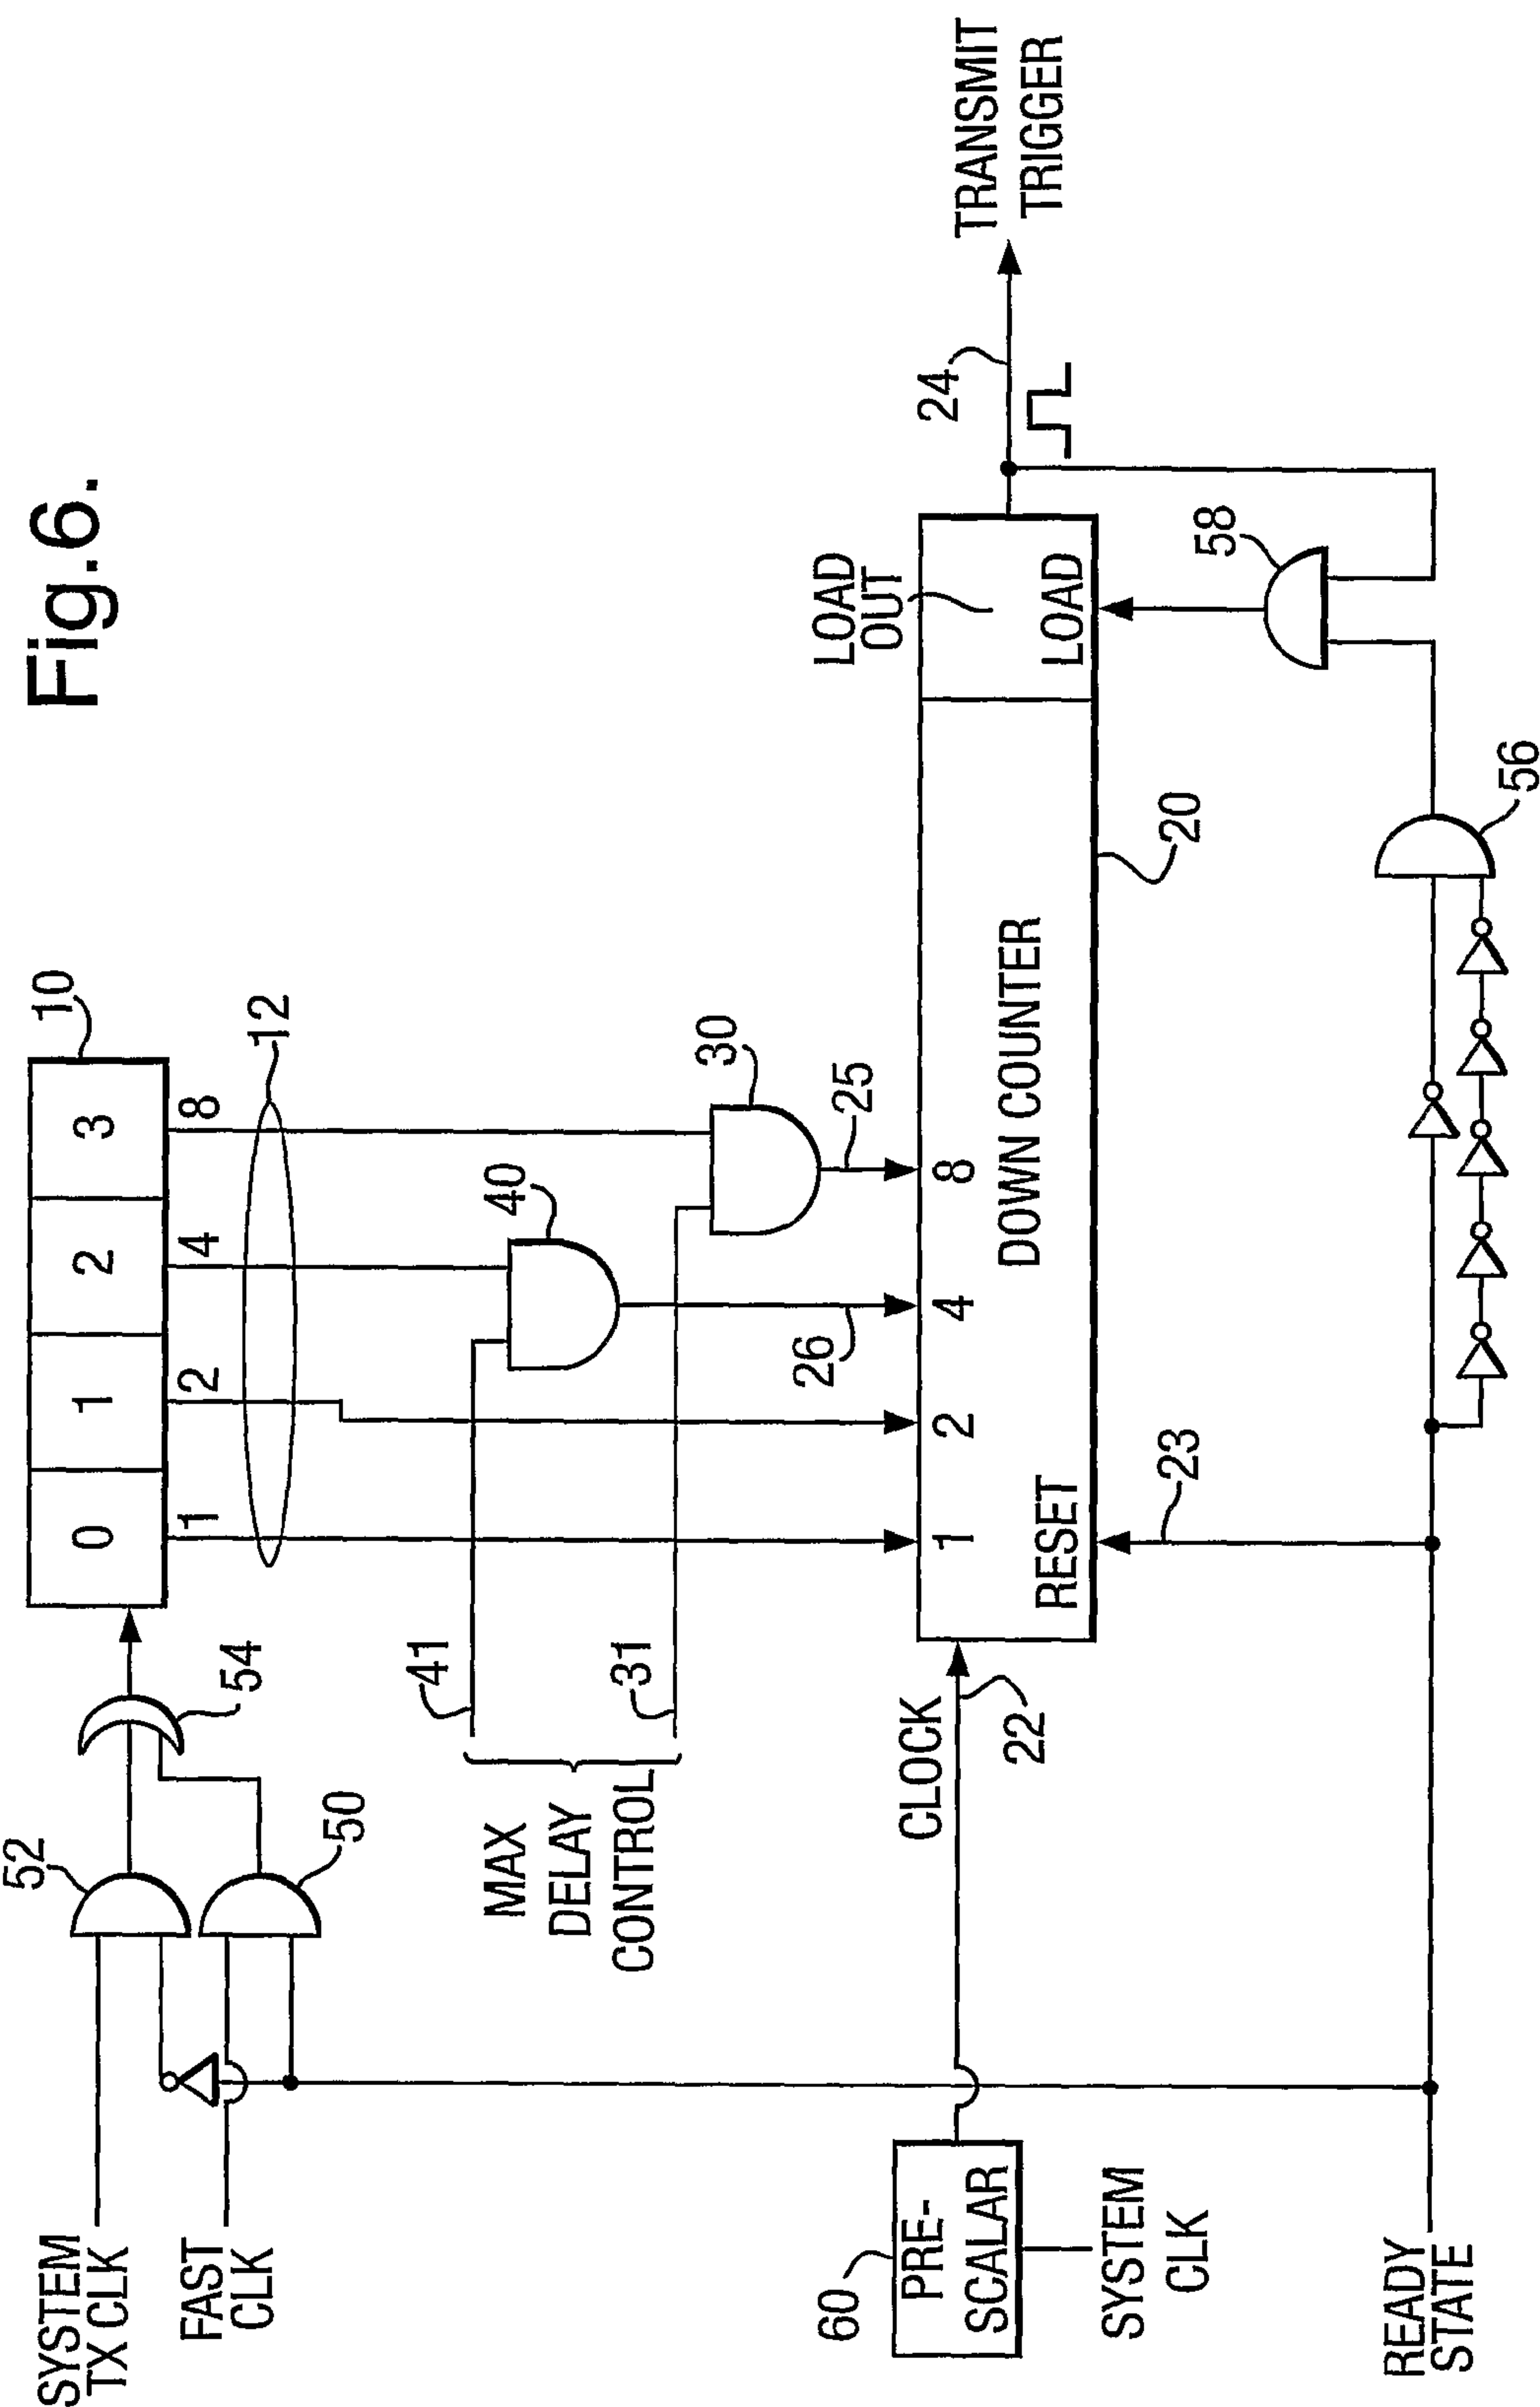 Fig.6.
SYSTEM
TX CLK
FAST
CLK
52
50
54
10
0 1 2 3
1 2 4 8
12
41
31
MAX
DELAY
CONTROL
40
30
26
25
60
PRE-
SCALAR
SYSTEM
CLK
CLOCK
22
1 2 4 8
DOWN COUNTER
RESET
LOAD
OUT
LOAD
20
23
24
TRANSMIT
TRIGGER
58
56
READY
STATE